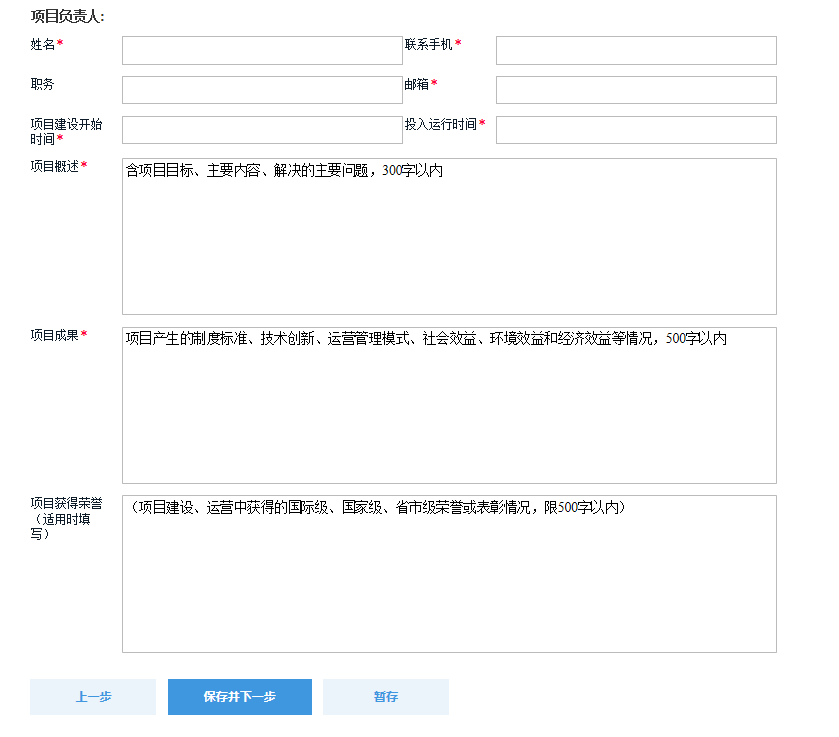 项目负责人:
姓名*
联系手机*
职务
邮箱*
项目建设开始
时间*
投入运行时间*
项目概述*
含项目目标、主要内容、解决的主要问题，300字以内
项目成果*
项目产生的制度标准、技术创新、运营管理模式、社会效益、环境效益和经济效益等情况，500字以内
项目获得荣誉
（适用时填
写）
（项目建设、运营中获得的国际级、国家级、省市级荣誉或表彰情况，限500字以内）
上一步
保存并下一步
暂存